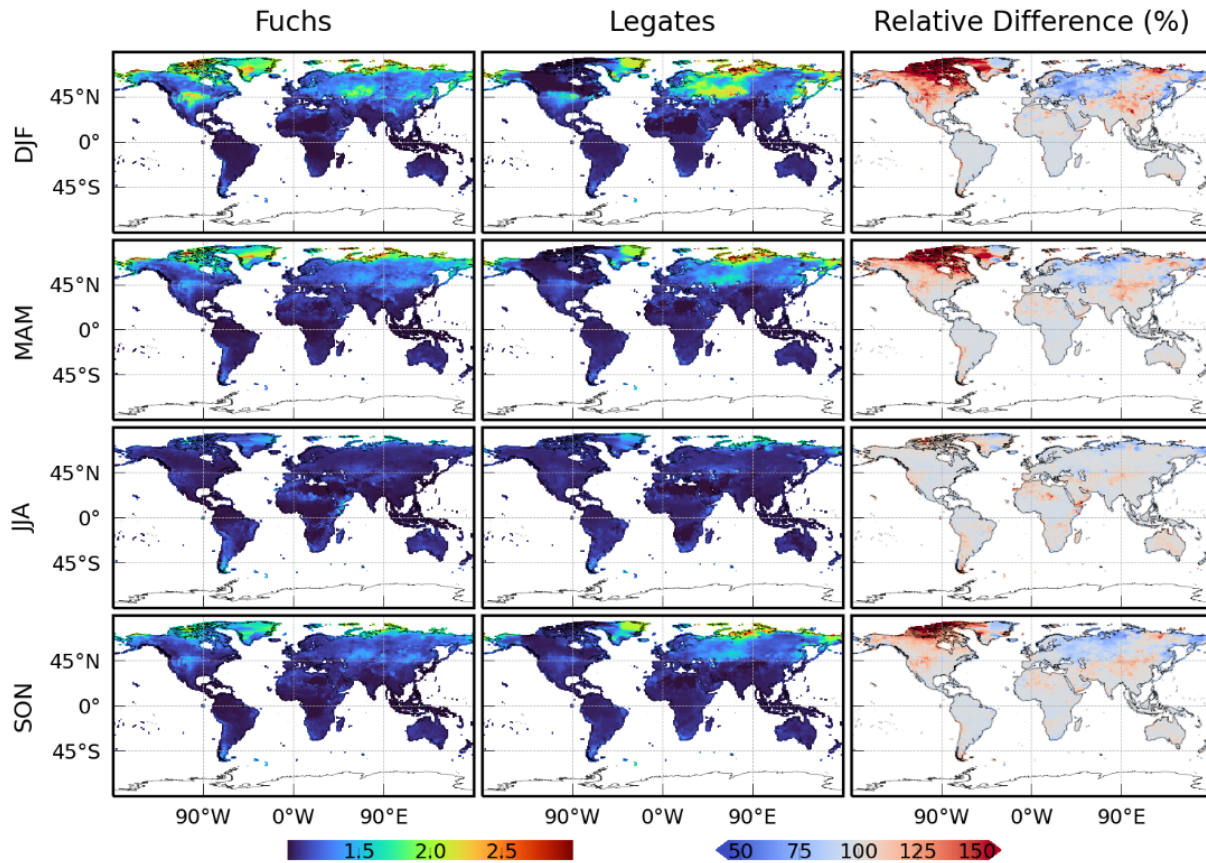 Fuchs Legates Relative Difference (%)
DJF 45°N 0° 45°S
MAM 45°N 0° 45°S
JJA 45°N 0° 45°S
SON 45°N 0° 45°S
90°W 0°W 90°E 90°W 0°W 90°E 90°W 0°W 90°E
1.5 2.0 2.5 50 75 100 125 150